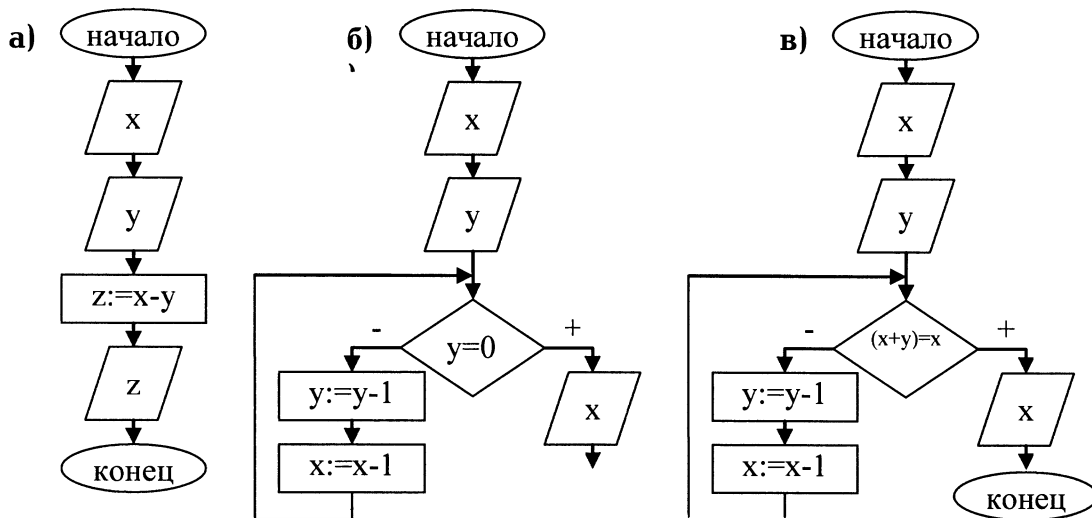 а)
начало
x
y
z:=x-y
z
конец
б)
начало
x
y
y=0
-
+
y:=y-1
x:=x-1
x
в)
начало
x
y
(x+y)=x
-
+
y:=y-1
x:=x-1
x
конец